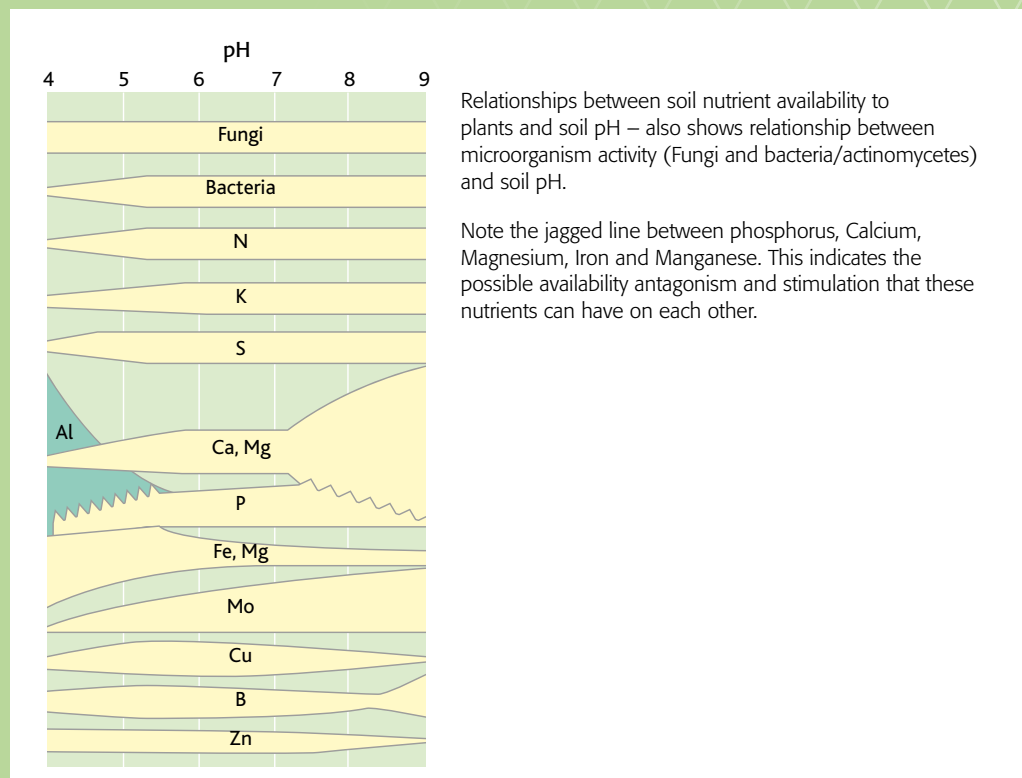 pH
4 5 6 7 8 9
Fungi
Bacteria
N
K
S
Al
Ca, Mg
P
Fe, Mg
Mo
Cu
B
Zn
Relationships between soil nutrient availability to
plants and soil pH – also shows relationship between
microorganism activity (Fungi and bacteria/actinomycetes)
and soil pH.
Note the jagged line between phosphorus, Calcium,
Magnesium, Iron and Manganese. This indicates the
possible availability antagonism and stimulation that these
nutrients can have on each other.